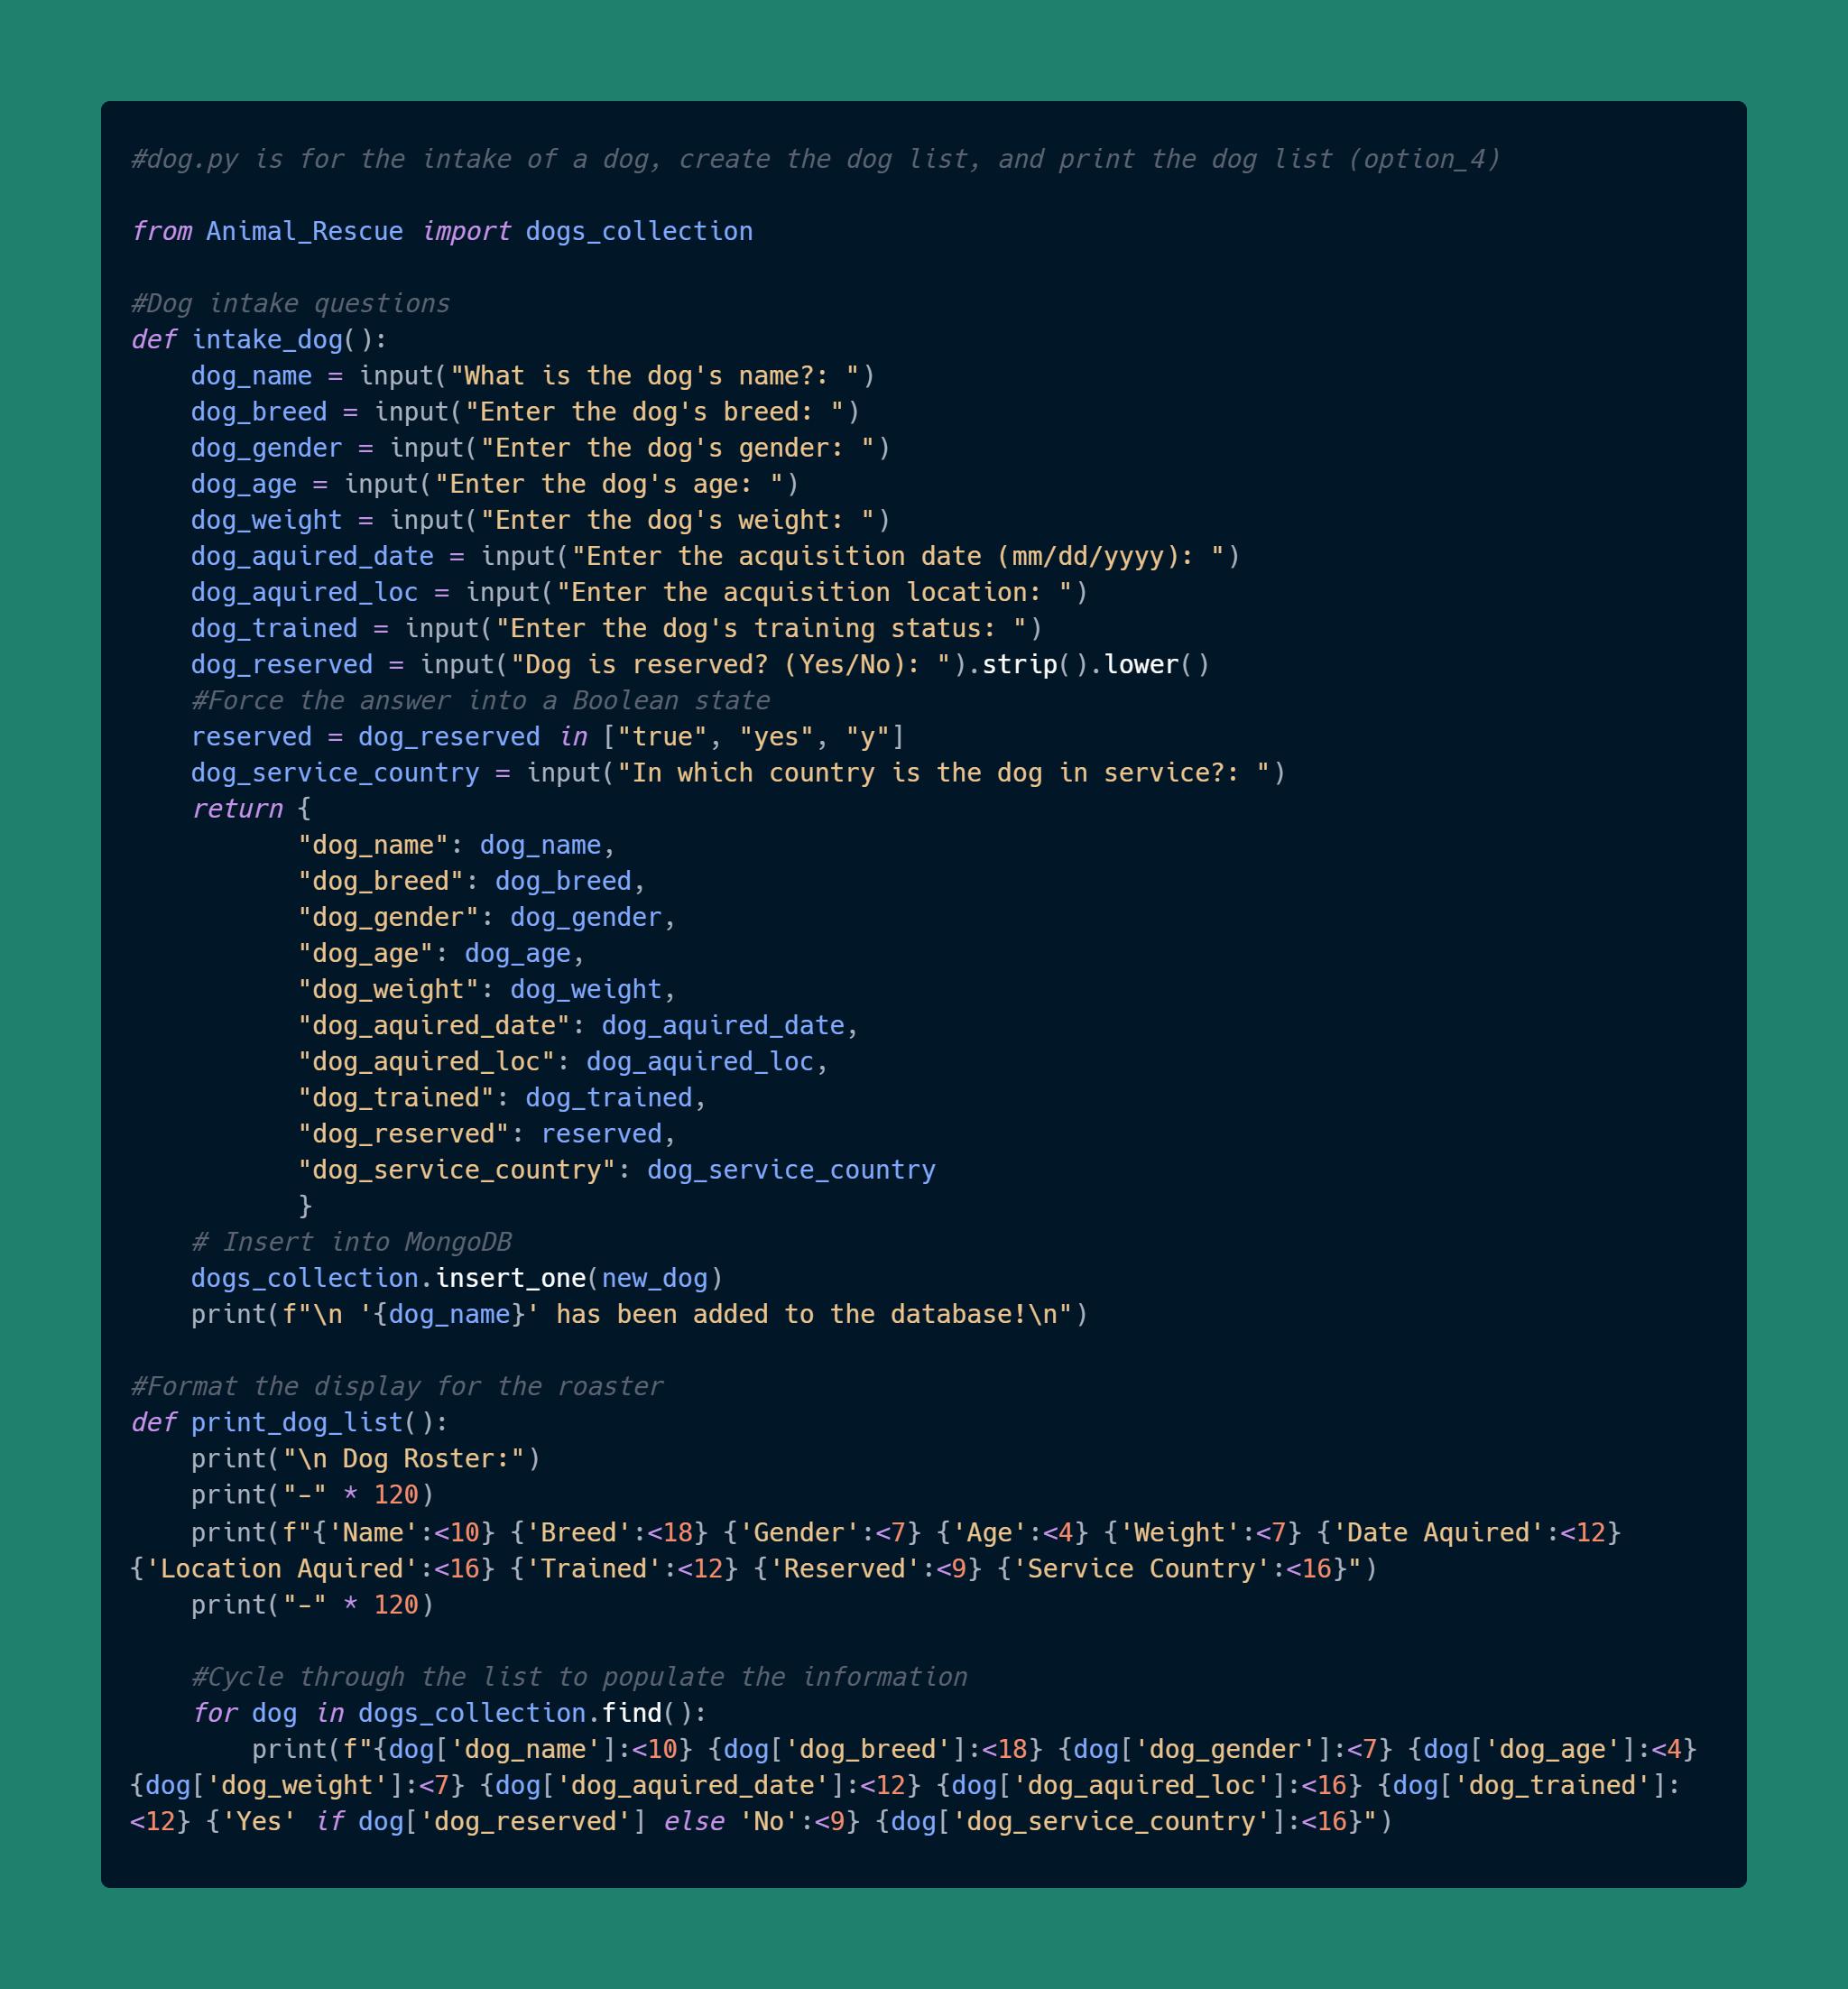 #dog.py is for the intake of a dog, create the dog list, and print the dog list (option_4)

from Animal_Rescue import dogs_collection

#Dog intake questions
def intake_dog():
    dog_name = input("What is the dog's name?: ")
    dog_breed = input("Enter the dog's breed: ")
    dog_gender = input("Enter the dog's gender: ")
    dog_age = input("Enter the dog's age: ")
    dog_weight = input("Enter the dog's weight: ")
    dog_aquired_date = input("Enter the acquisition date (mm/dd/yyyy): ")
    dog_aquired_loc = input("Enter the acquisition location: ")
    dog_trained = input("Enter the dog's training status: ")
    dog_reserved = input("Dog is reserved? (Yes/No): ").strip().lower()
    #Force the answer into a Boolean state
    reserved = dog_reserved in ["true", "yes", "y"]
    dog_service_country = input("In which country is the dog in service?: ")
    return {
           "dog_name": dog_name,
           "dog_breed": dog_breed,
           "dog_gender": dog_gender,
           "dog_age": dog_age,
           "dog_weight": dog_weight,
           "dog_aquired_date": dog_aquired_date,
           "dog_aquired_loc": dog_aquired_loc,
           "dog_trained": dog_trained,
           "dog_reserved": reserved,
           "dog_service_country": dog_service_country
           }
    # Insert into MongoDB
    dogs_collection.insert_one(new_dog)
    print(f"\n '{dog_name}' has been added to the database!\n")

#Format the display for the roaster
def print_dog_list():
    print("\n Dog Roster:")
    print("-" * 120)
    print(f"{'Name':<10} {'Breed':<18} {'Gender':<7} {'Age':<4} {'Weight':<7} {'Date Aquired':<12}
{'Location Aquired':<16} {'Trained':<12} {'Reserved':<9} {'Service Country':<16}")
    print("-" * 120)

    #Cycle through the list to populate the information
    for dog in dogs_collection.find():
        print(f"{dog['dog_name']:<10} {dog['dog_breed']:<18} {dog['dog_gender']:<7} {dog['dog_age']:<4}
{dog['dog_weight']:<7} {dog['dog_aquired_date']:<12} {dog['dog_aquired_loc']:<16} {dog['dog_trained']:
<12} {'Yes' if dog['dog_reserved'] else 'No':<9} {dog['dog_service_country']:<16}")